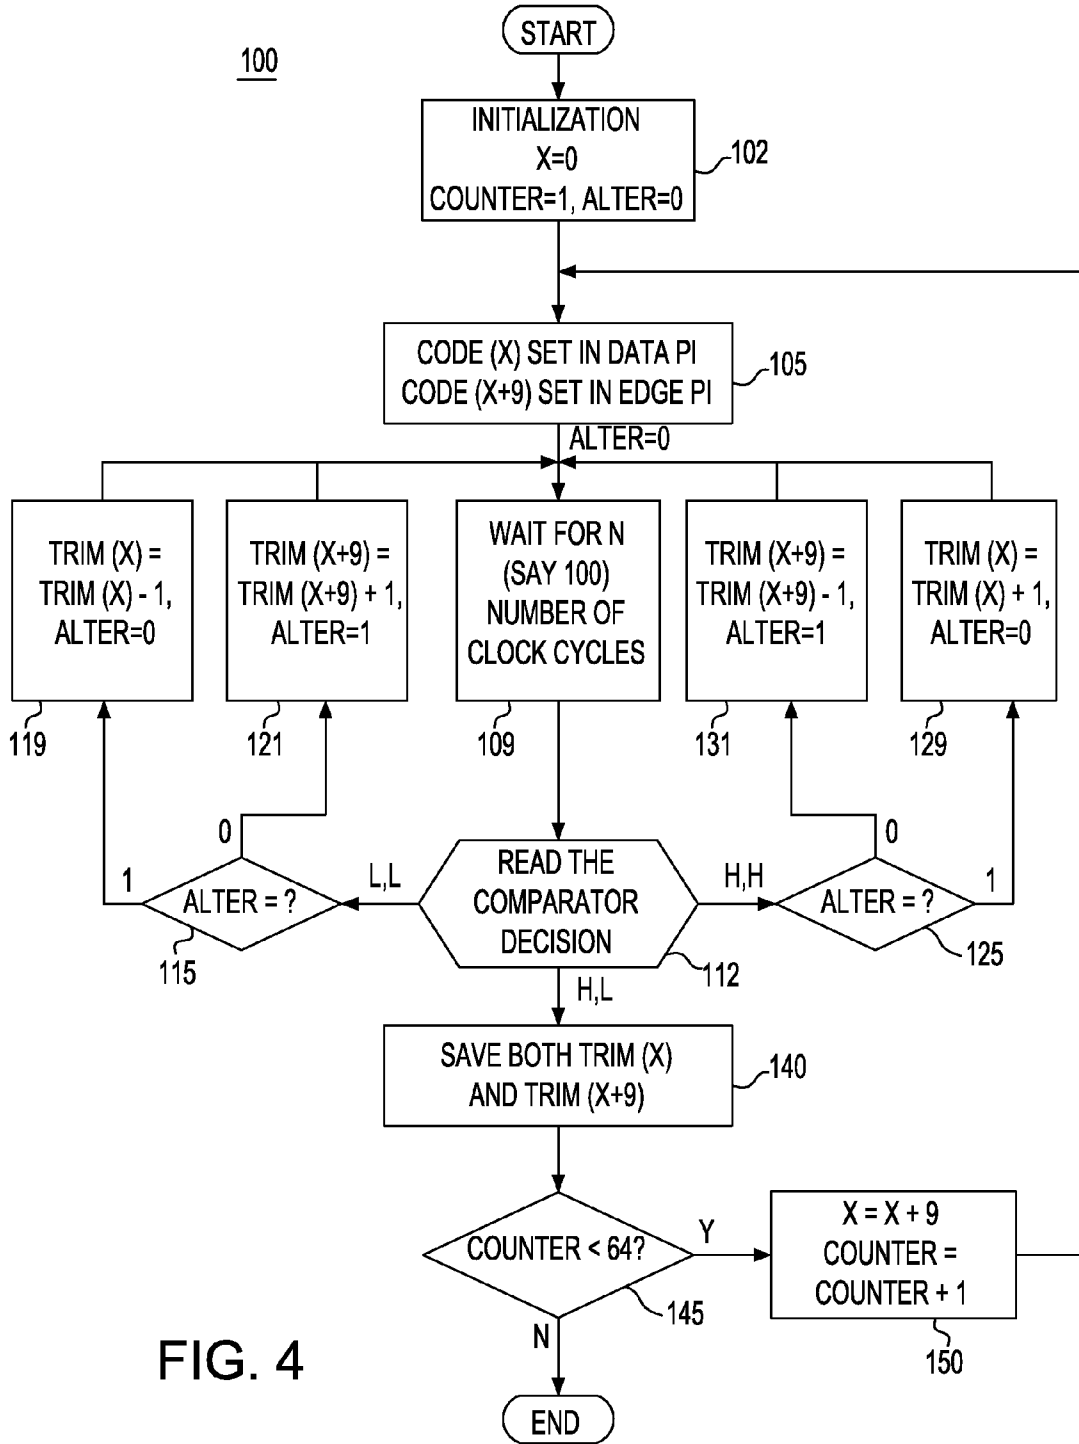 START
100
INITIALIZATION
X=0
COUNTER=1, ALTER=0
102
CODE (X) SET IN DATA PI
CODE (X+9) SET IN EDGE PI
105
ALTER=0
TRIM (X) =
TRIM (X) - 1,
ALTER=0
119
TRIM (X+9) =
TRIM (X+9) + 1,
ALTER=1
121
WAIT FOR N
(SAY 100)
NUMBER OF
CLOCK CYCLES
109
TRIM (X+9) =
TRIM (X+9) - 1,
ALTER=1
131
TRIM (X) =
TRIM (X) + 1,
ALTER=0
129
0
1
ALTER = ?
115
L,L
READ THE
COMPARATOR
DECISION
112
H,H
0
ALTER = ?
1
125
H,L
SAVE BOTH TRIM (X)
AND TRIM (X+9)
140
COUNTER < 64?
145
Y
X = X + 9
COUNTER =
COUNTER + 1
150
N
END
FIG. 4